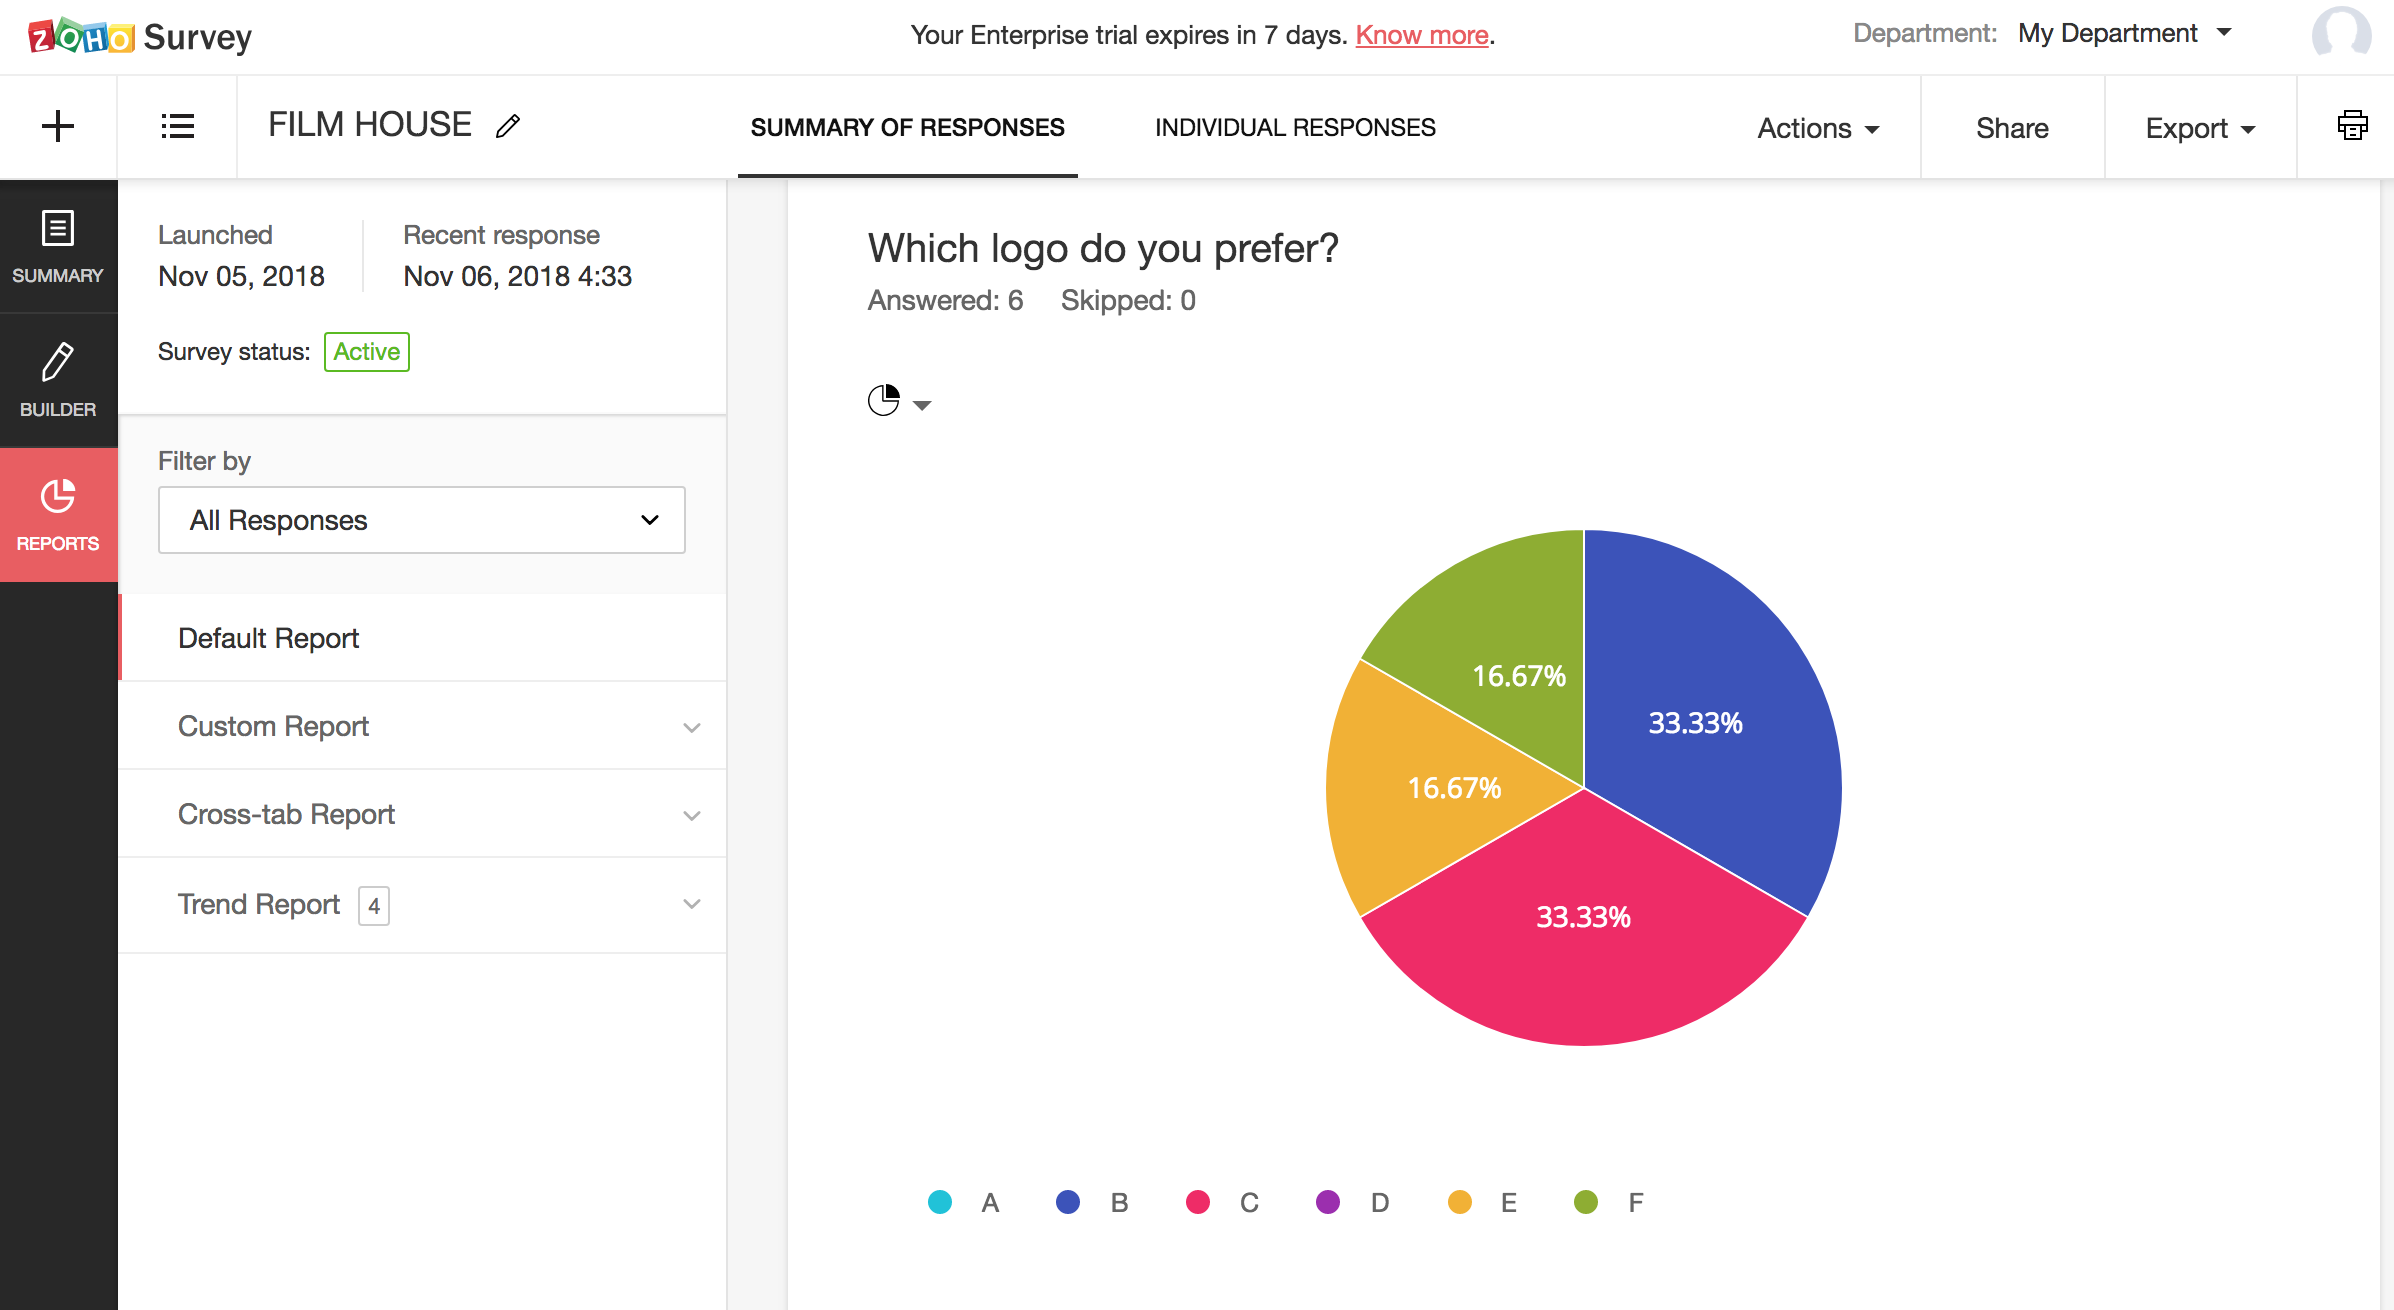 ZOHO Survey
Your Enterprise trial expires in 7 days. Know more.
Department: My Department
FILM HOUSE
SUMMARY OF RESPONSES
INDIVIDUAL RESPONSES
Actions
Share
Export
SUMMARY
BUILDER
REPORTS
Launched
Nov 05, 2018
Recent response
Nov 06, 2018 4:33
Survey status: Active
Filter by
All Responses
Default Report
Custom Report
Cross-tab Report
Trend Report 4
Which logo do you prefer?
Answered: 6 Skipped: 0
16.67%
33.33%
16.67%
33.33%
A B C D E F